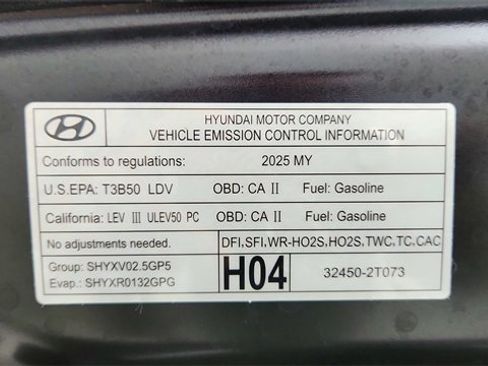 HYUNDAI MOTOR COMPANY
VEHICLE EMISSION CONTROL INFORMATION
Conforms to regulations: 2025 MY
U.S.EPA: T3B50 LDV OBD: CA II Fuel: Gasoline
California: LEV III ULEV50 PC OBD: CA II Fuel: Gasoline
No adjustments needed. DFI,SFI,WR-HO2S,HO2S,TWC,TC,CAC
Group: SHYXV02.5GP5
Evap.: SHYXR0132GPG
H04
32450-2T073